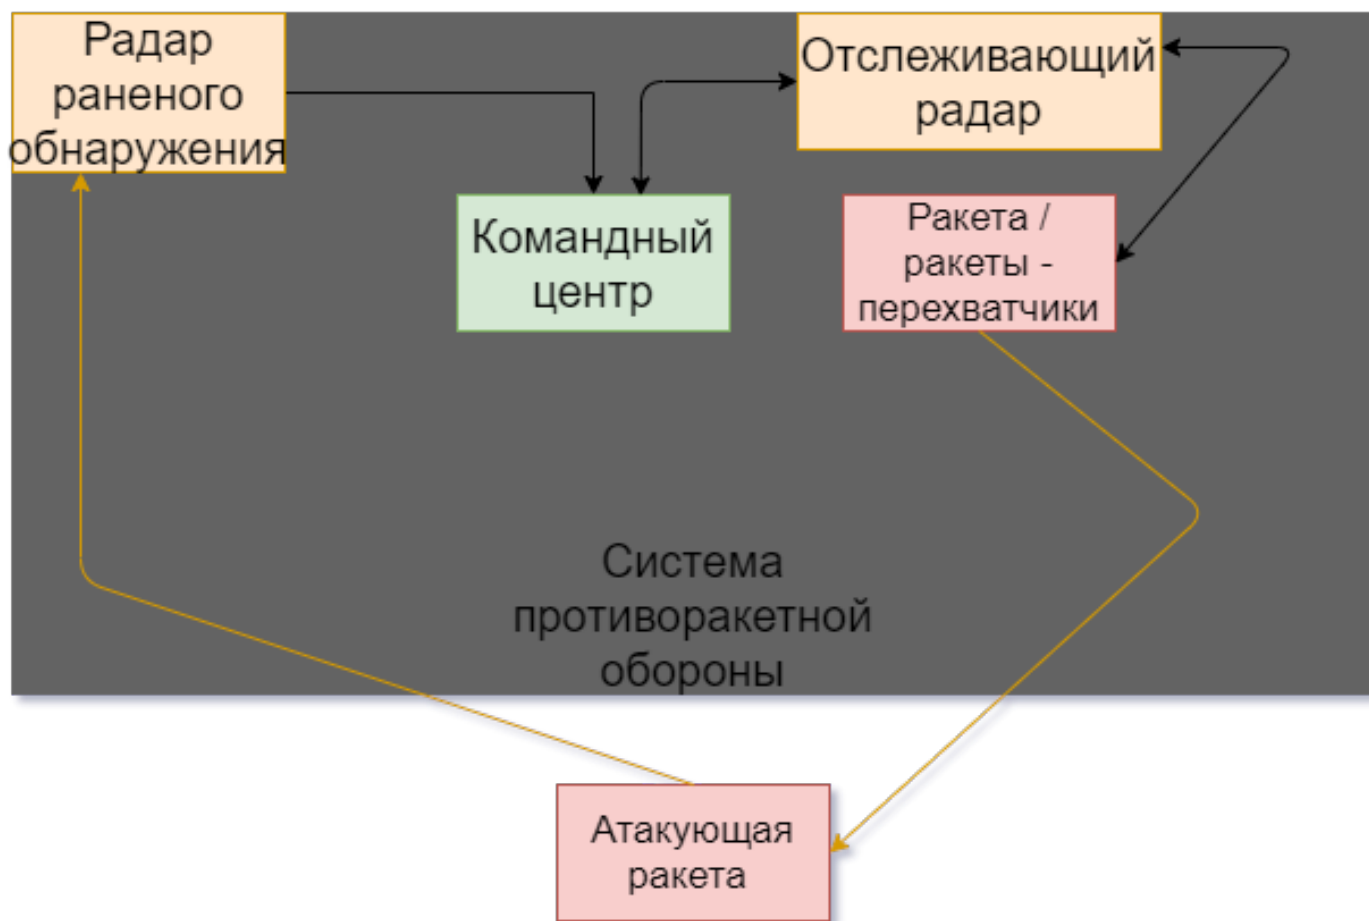 Радар
раненого
обнаружения
Отслеживающий
радар
Командный
центр
Ракета /
ракеты -
перехватчики
Система
противоракетной
обороны
Атакующая
ракета